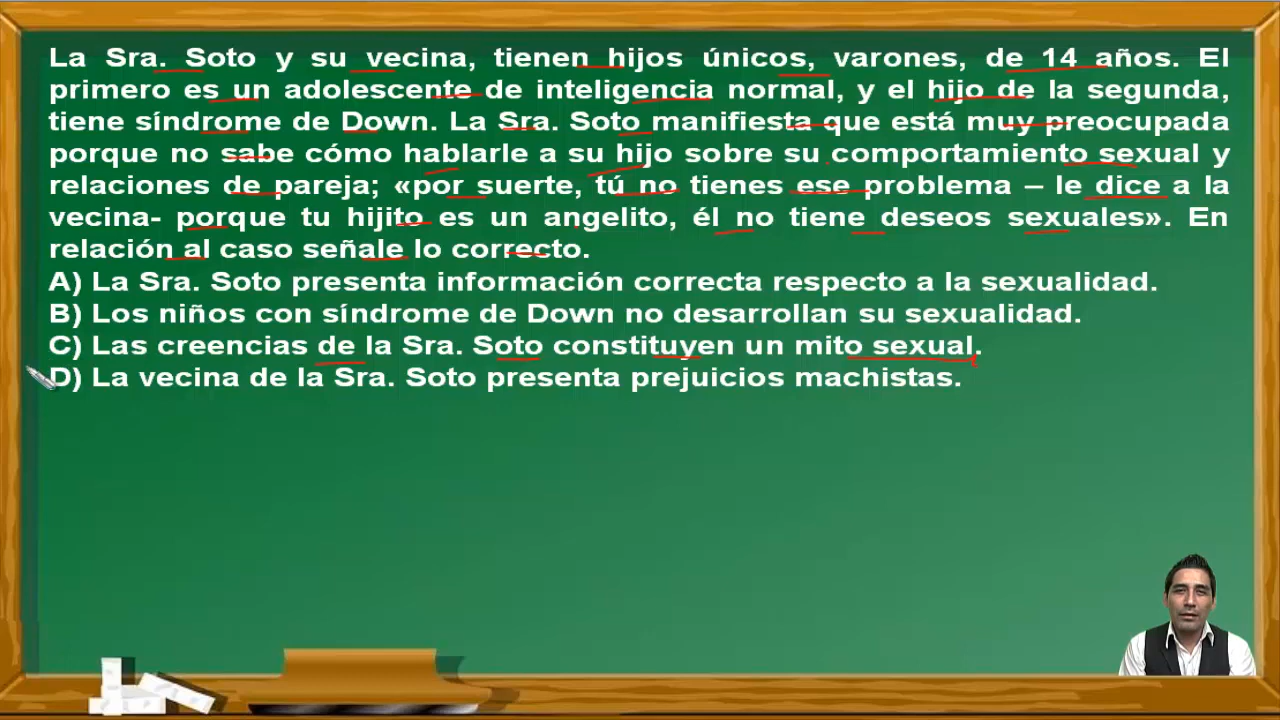 La Sra. Soto y su vecina, tienen hijos únicos, varones, de 14 años. El
primero es un adolescente de inteligencia normal, y el hijo de la segunda,
tiene síndrome de Down. La Sra. Soto manifiesta que está muy preocupada
porque no sabe cómo hablarle a su hijo sobre su comportamiento sexual y
relaciones de pareja; «por suerte, tú no tienes ese problema – le dice a la
vecina- porque tu hijito es un angelito, él no tiene deseos sexuales». En
relación al caso señale lo correcto.
A) La Sra. Soto presenta información correcta respecto a la sexualidad.
B) Los niños con síndrome de Down no desarrollan su sexualidad.
C) Las creencias de la Sra. Soto constituyen un mito sexual.
D) La vecina de la Sra. Soto presenta prejuicios machistas.